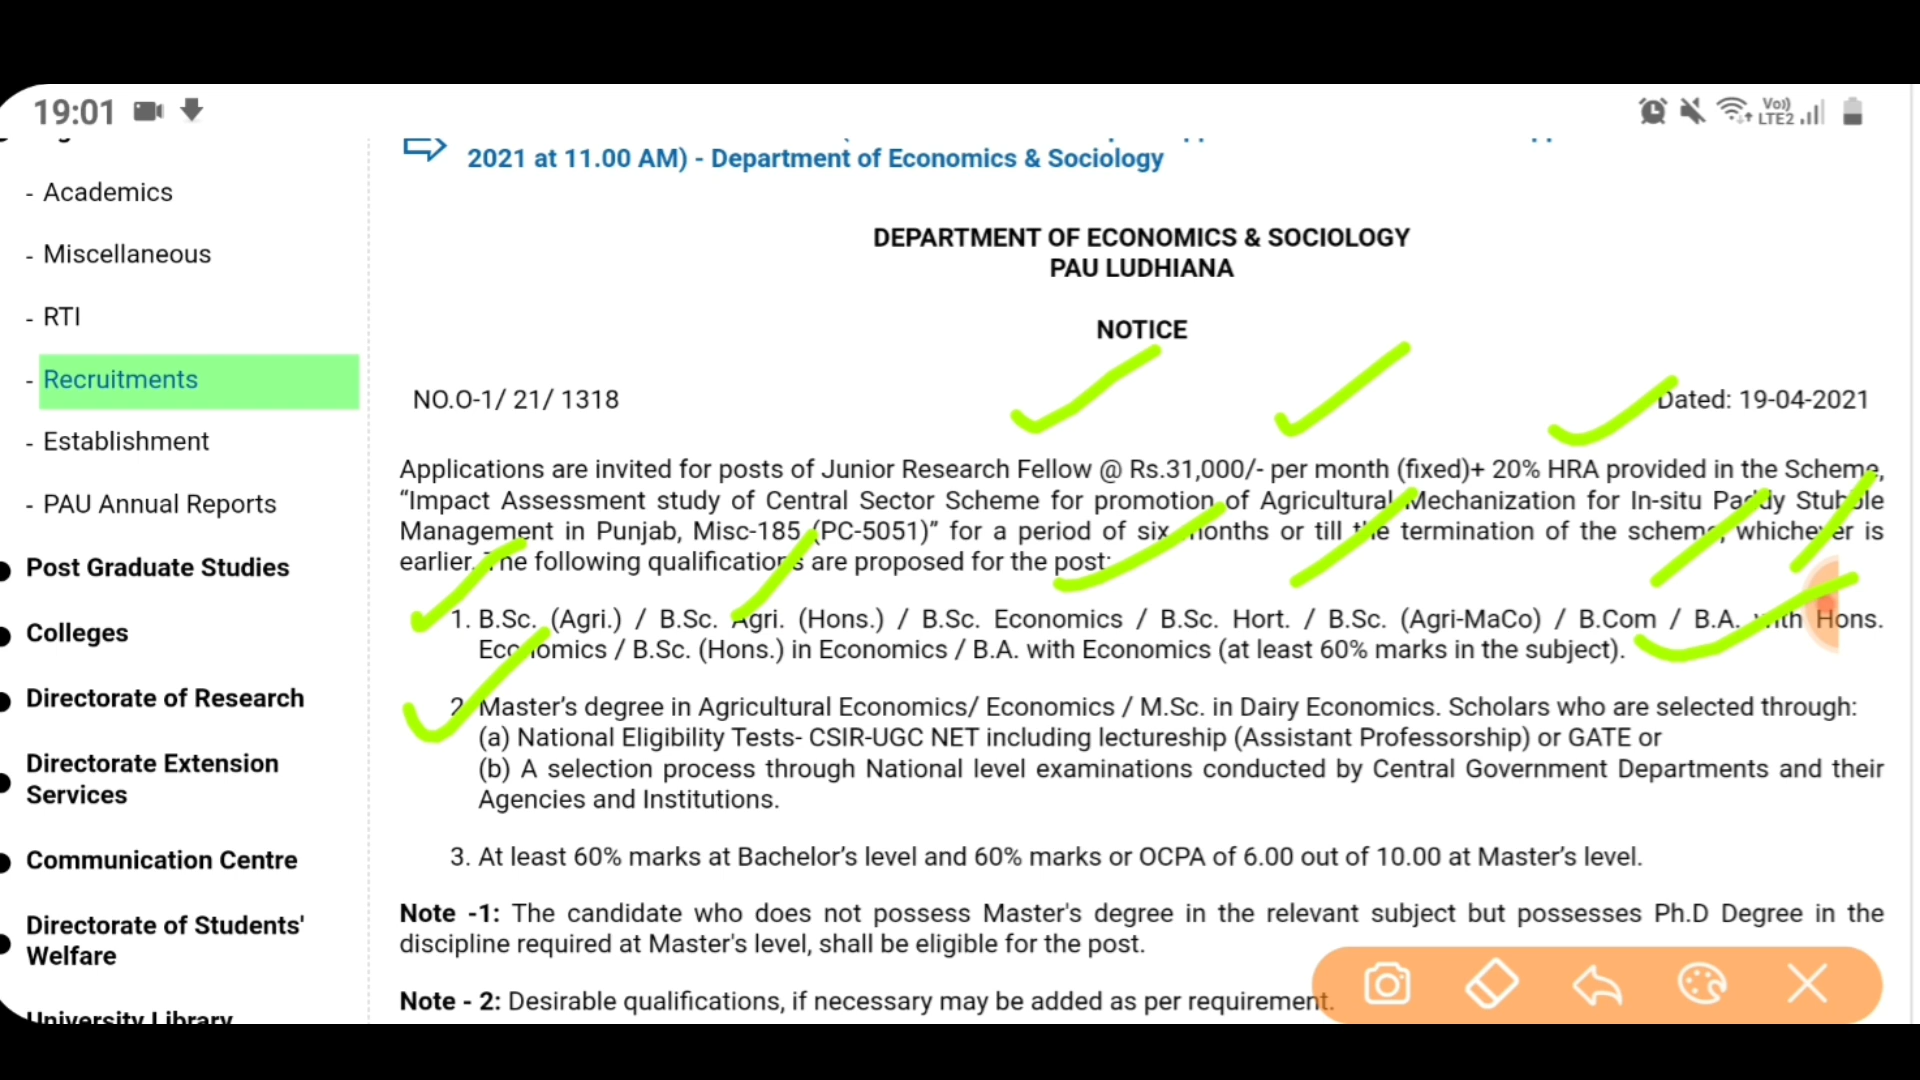 19:01
Vo))
LTE2
2021 at 11.00 AM) - Department of Economics & Sociology
- Academics
- Miscellaneous
- RTI
- Recruitments
- Establishment
- PAU Annual Reports
Post Graduate Studies
Colleges
Directorate of Research
Directorate Extension
Services
Communication Centre
Directorate of Students'
Welfare
University Library
DEPARTMENT OF ECONOMICS & SOCIOLOGY
PAU LUDHIANA
NOTICE
NO.O-1/ 21/ 1318
Dated: 19-04-2021
Applications are invited for posts of Junior Research Fellow @ Rs.31,000/- per month (fixed)+ 20% HRA provided in the Scheme,
“Impact Assessment study of Central Sector Scheme for promotion of Agricultural Mechanization for In-situ Paddy Stubble
Management in Punjab, Misc-185 (PC-5051)” for a period of six months or till the termination of the scheme, whichever is
earlier. The following qualifications are proposed for the post:
1. B.Sc. (Agri.) / B.Sc. Agri. (Hons.) / B.Sc. Economics / B.Sc. Hort. / B.Sc. (Agri-MaCo) / B.Com / B.A. with Hons.
Economics / B.Sc. (Hons.) in Economics / B.A. with Economics (at least 60% marks in the subject).
2. Master’s degree in Agricultural Economics/ Economics / M.Sc. in Dairy Economics. Scholars who are selected through:
(a) National Eligibility Tests- CSIR-UGC NET including lectureship (Assistant Professorship) or GATE or
(b) A selection process through National level examinations conducted by Central Government Departments and their
Agencies and Institutions.
3. At least 60% marks at Bachelor’s level and 60% marks or OCPA of 6.00 out of 10.00 at Master’s level.
Note -1: The candidate who does not possess Master's degree in the relevant subject but possesses Ph.D Degree in the
discipline required at Master's level, shall be eligible for the post.
Note - 2: Desirable qualifications, if necessary may be added as per requirement.